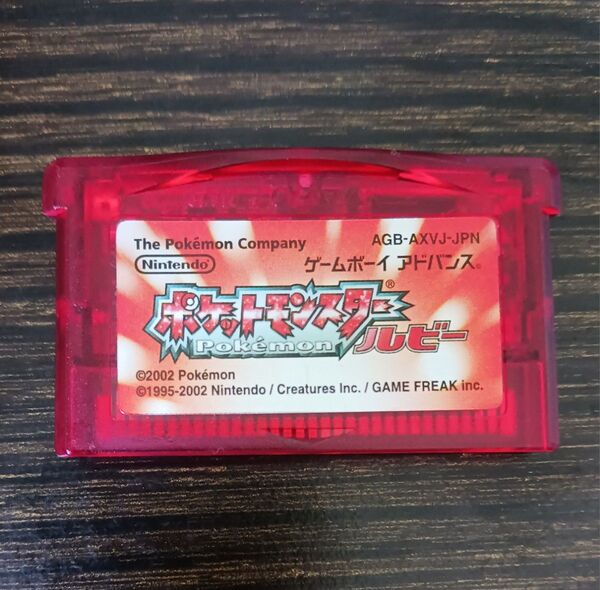 The Pokémon Company AGB-AXVJ-JPN
Nintendo ゲームボーイ アドバンス®
ポケットモンスター®
Pokémon ルビー
©2002 Pokémon
©1995-2002 Nintendo / Creatures Inc. / GAME FREAK inc.